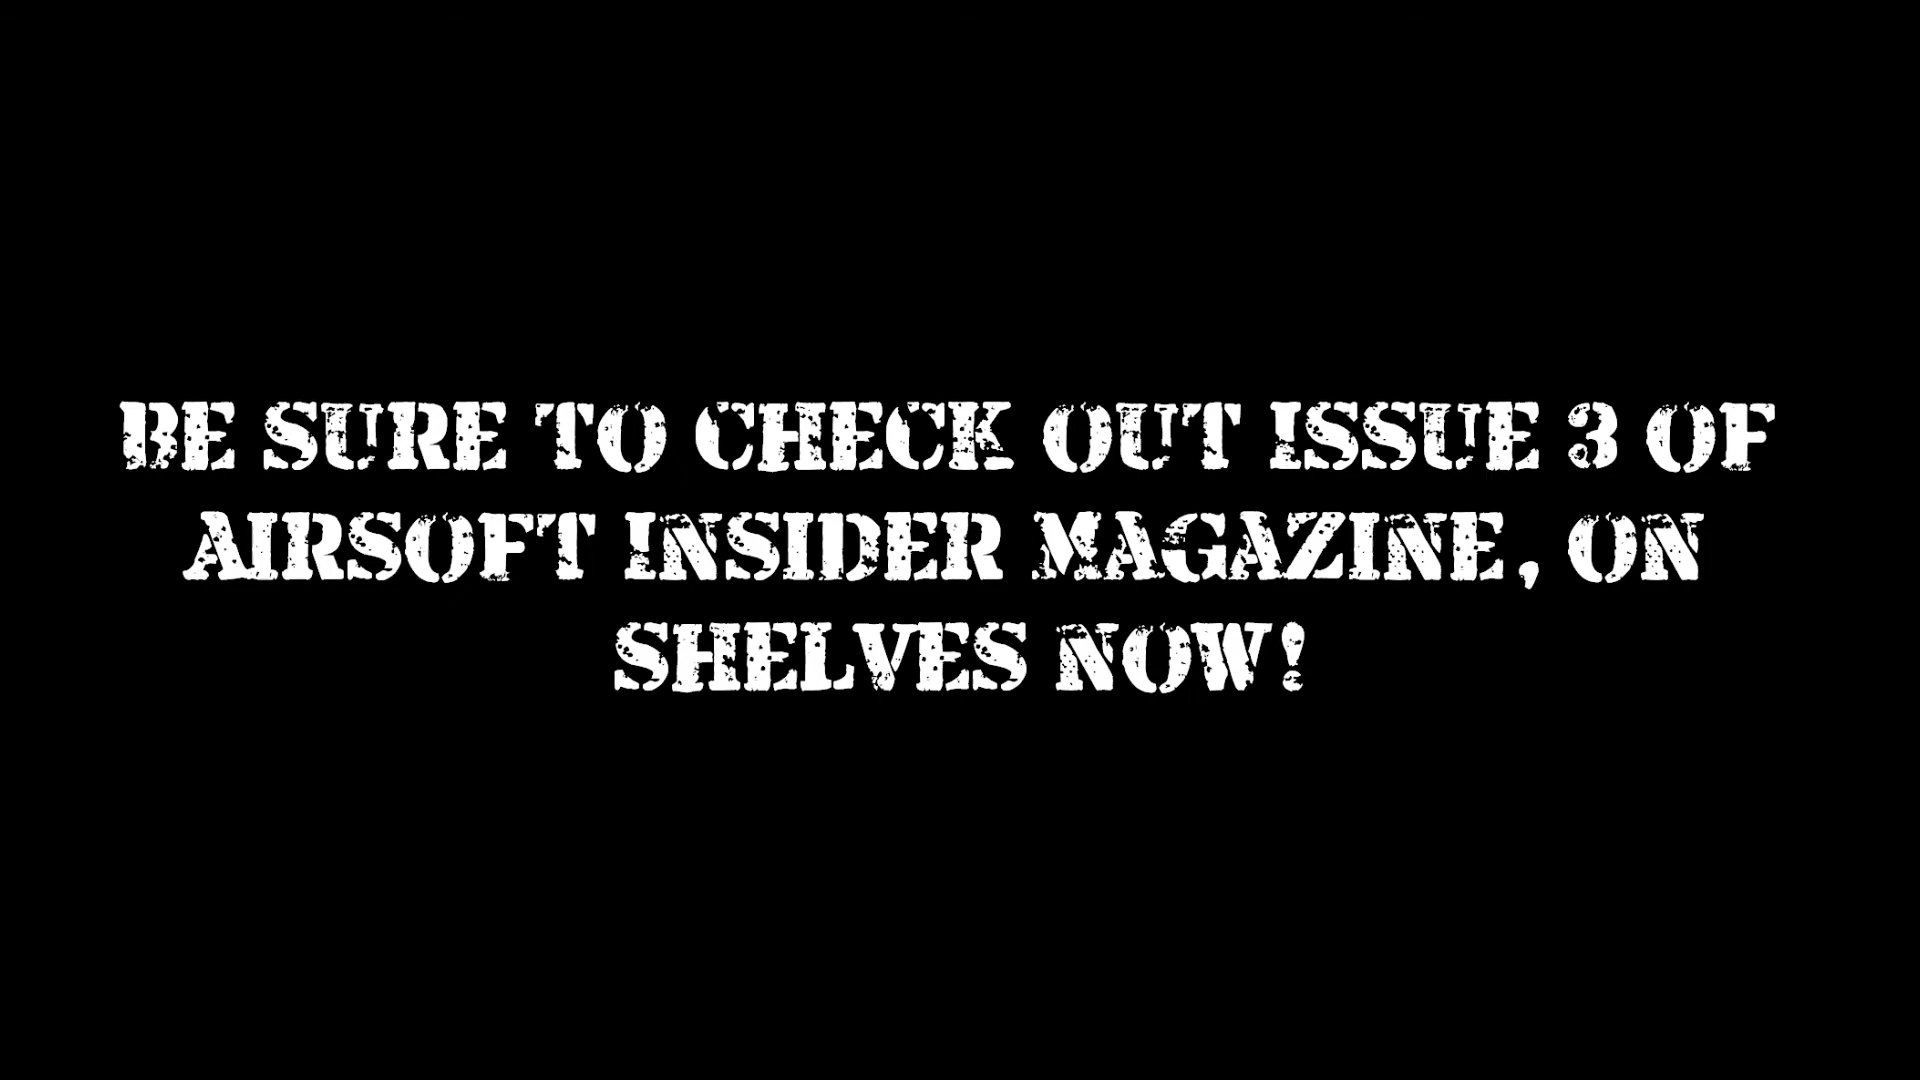 BE SURE TO CHECK OUT ISSUE 3 OF
AIRSOFT INSIDER MAGAZINE, ON
SHELVES NOW!